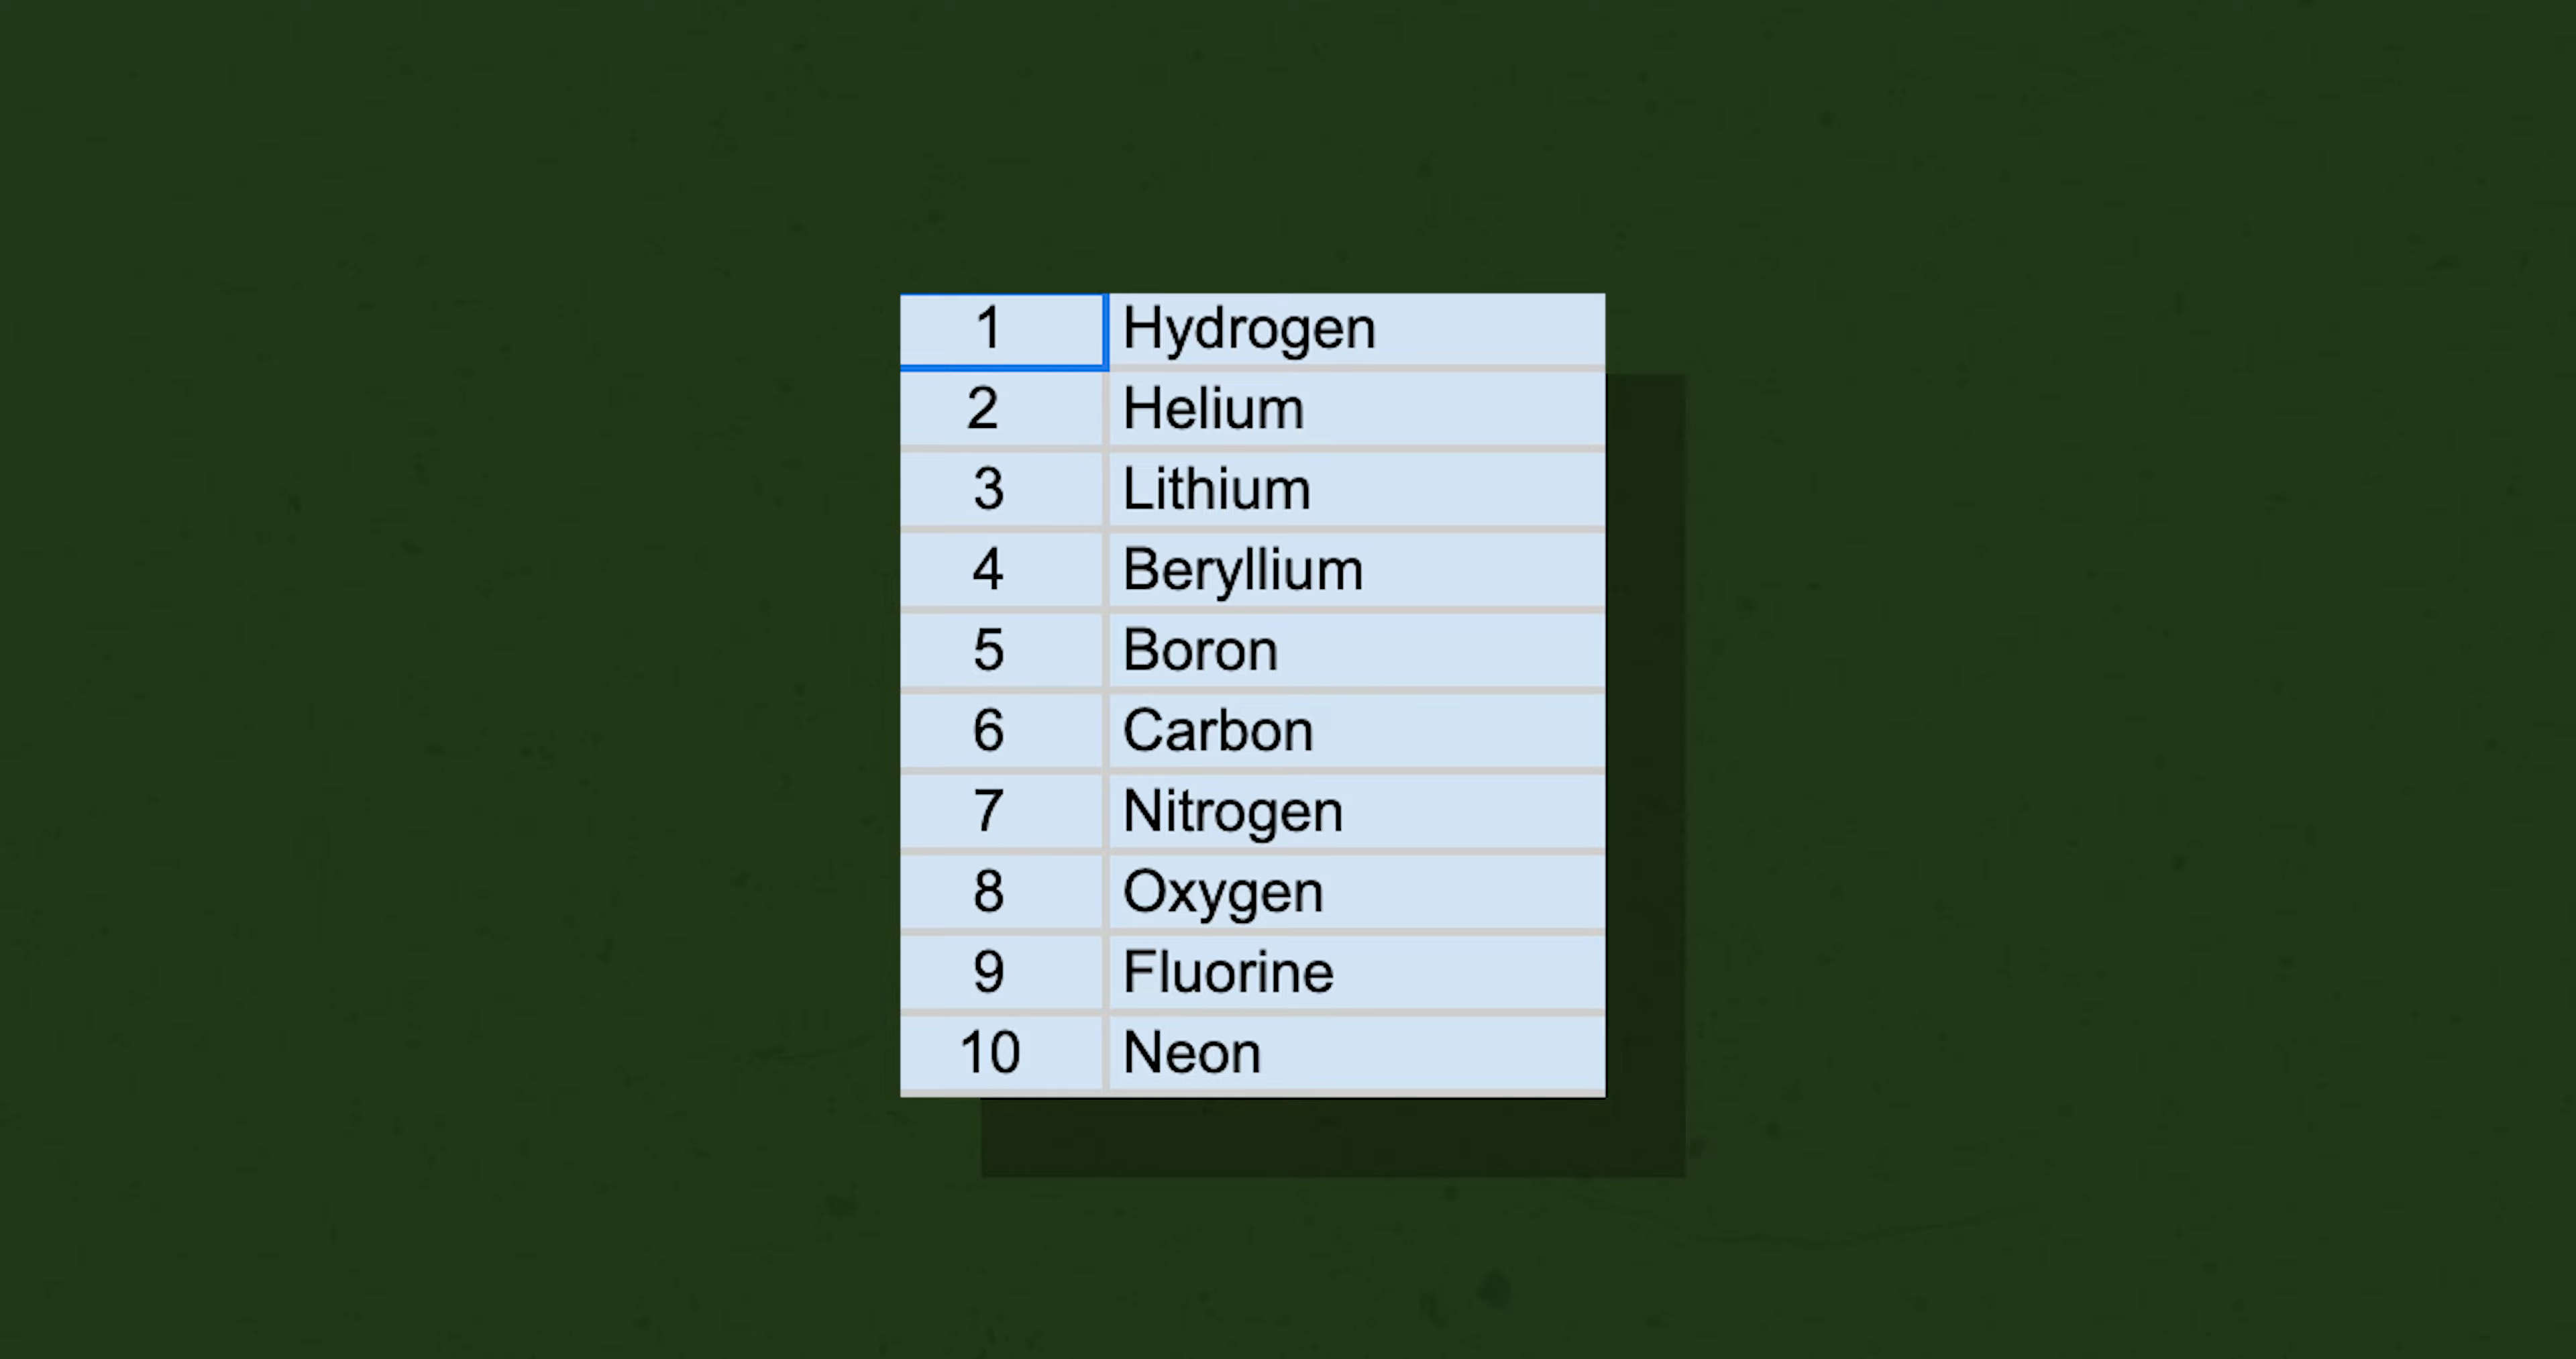 1 Hydrogen
2 Helium
3 Lithium
4 Beryllium
5 Boron
6 Carbon
7 Nitrogen
8 Oxygen
9 Fluorine
10 Neon